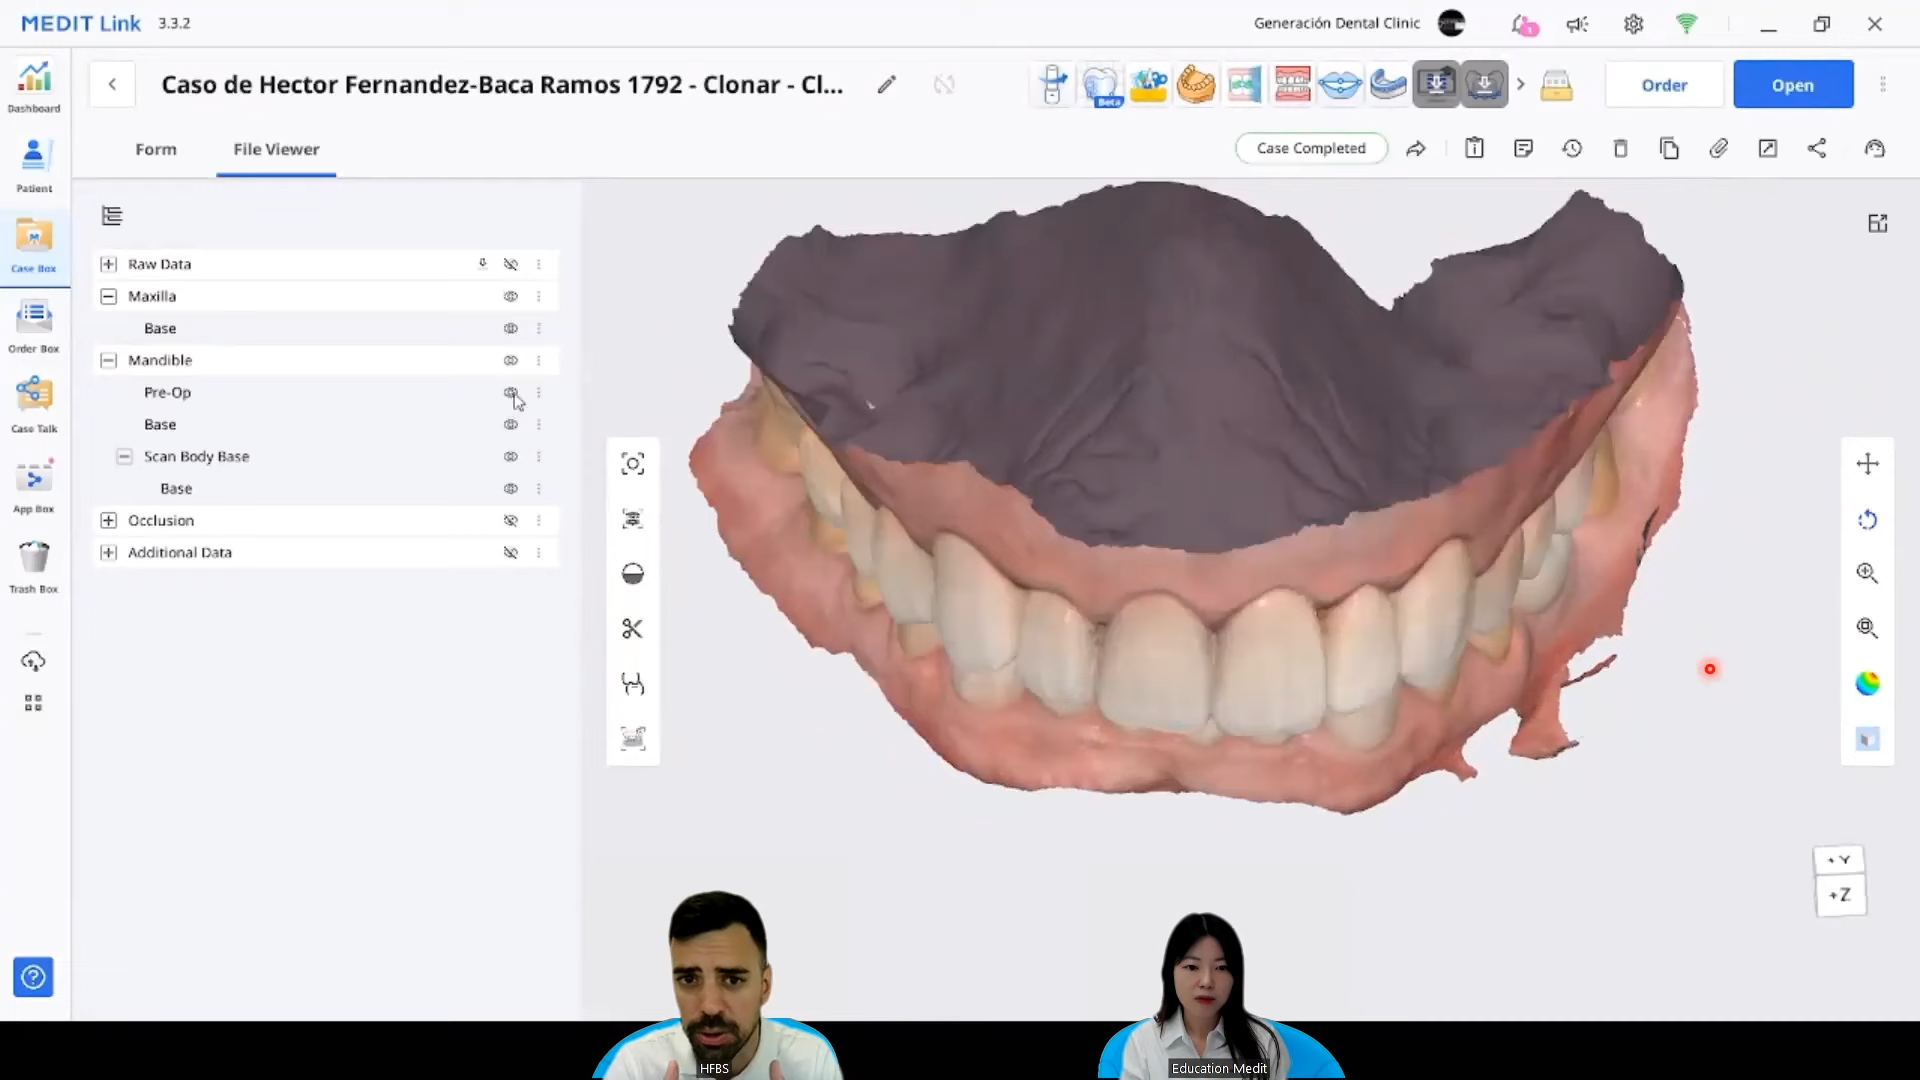 MEDIT Link 3.3.2
Generación Dental Clinic
1
Caso de Hector Fernandez-Baca Ramos 1792 - Clonar - Cl...
Beta
Order
Open
Form
File Viewer
Case Completed
Dashboard
Patient
Case Box
Order Box
Case Talk
App Box
Trash Box
Raw Data
Maxilla
Base
Mandible
Pre-Op
Base
Scan Body Base
Base
Occlusion
Additional Data
+Y
+Z
HFBS
Education Medit